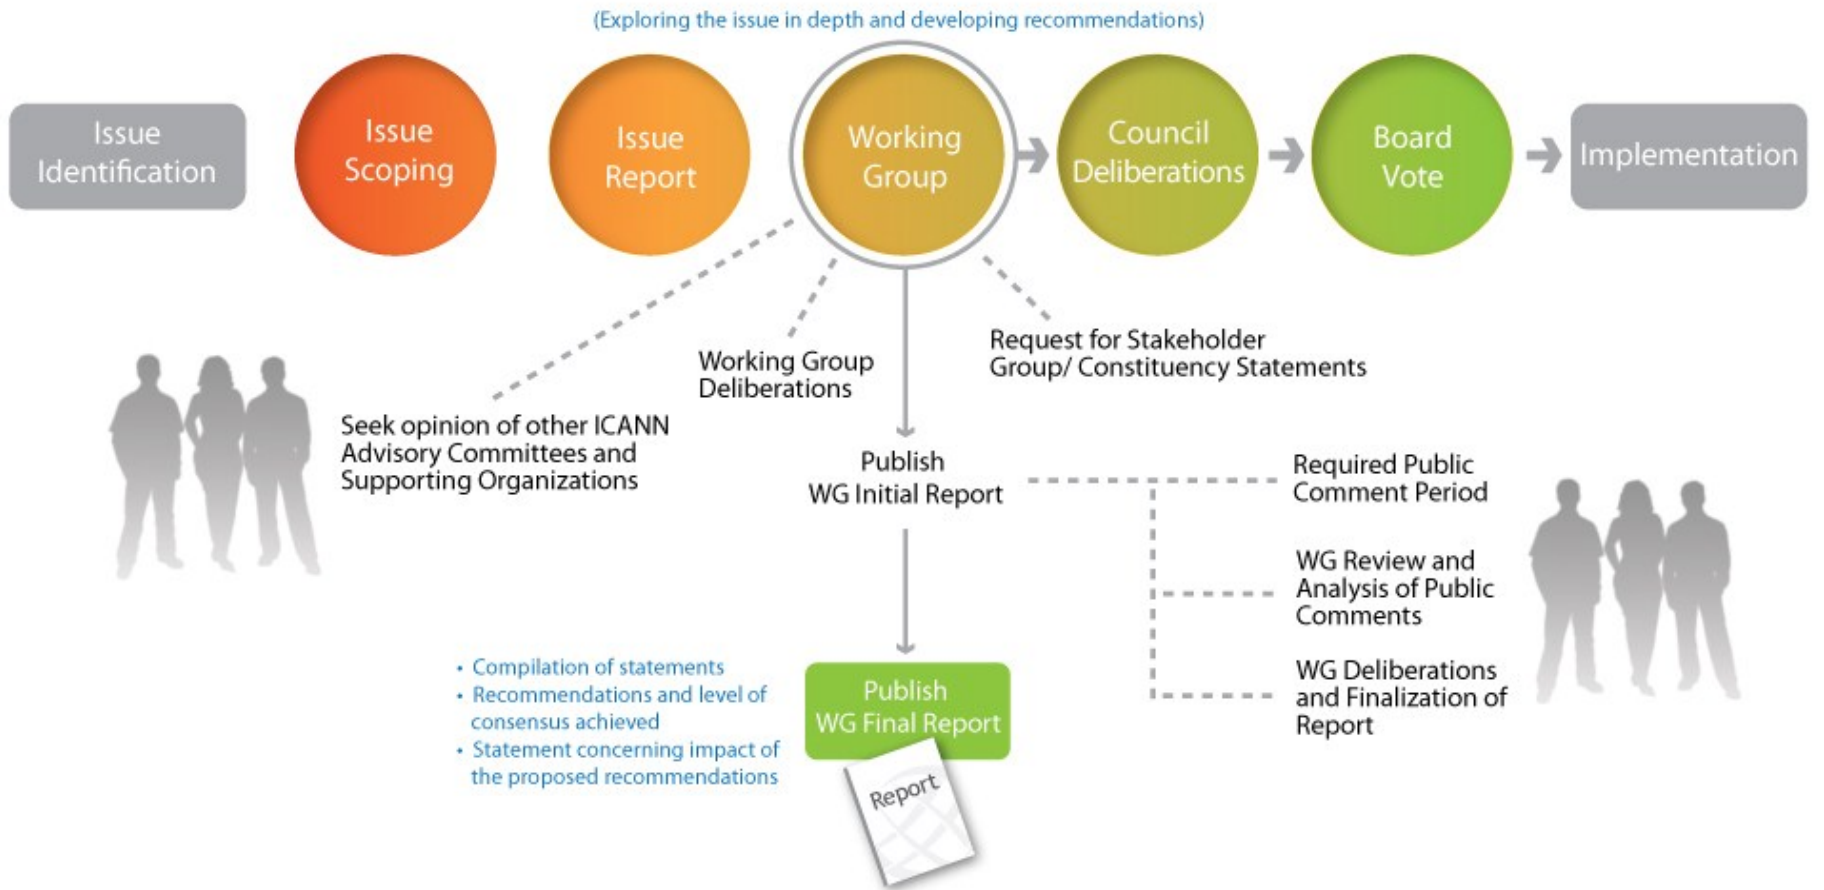 (Exploring the issue in depth and developing recommendations)
Issue
Identification
Issue
Scoping
Issue
Report
Working
Group
Council
Deliberations
Board
Vote
Implementation
Seek opinion of other ICANN
Advisory Committees and
Supporting Organizations
Working Group
Deliberations
Request for Stakeholder
Group/ Constituency Statements
Publish
WG Initial Report
Required Public
Comment Period
WG Review and
Analysis of Public
Comments
WG Deliberations
and Finalization of
Report
• Compilation of statements
• Recommendations and level of
consensus achieved
• Statement concerning impact of
the proposed recommendations
Publish
WG Final Report
Report